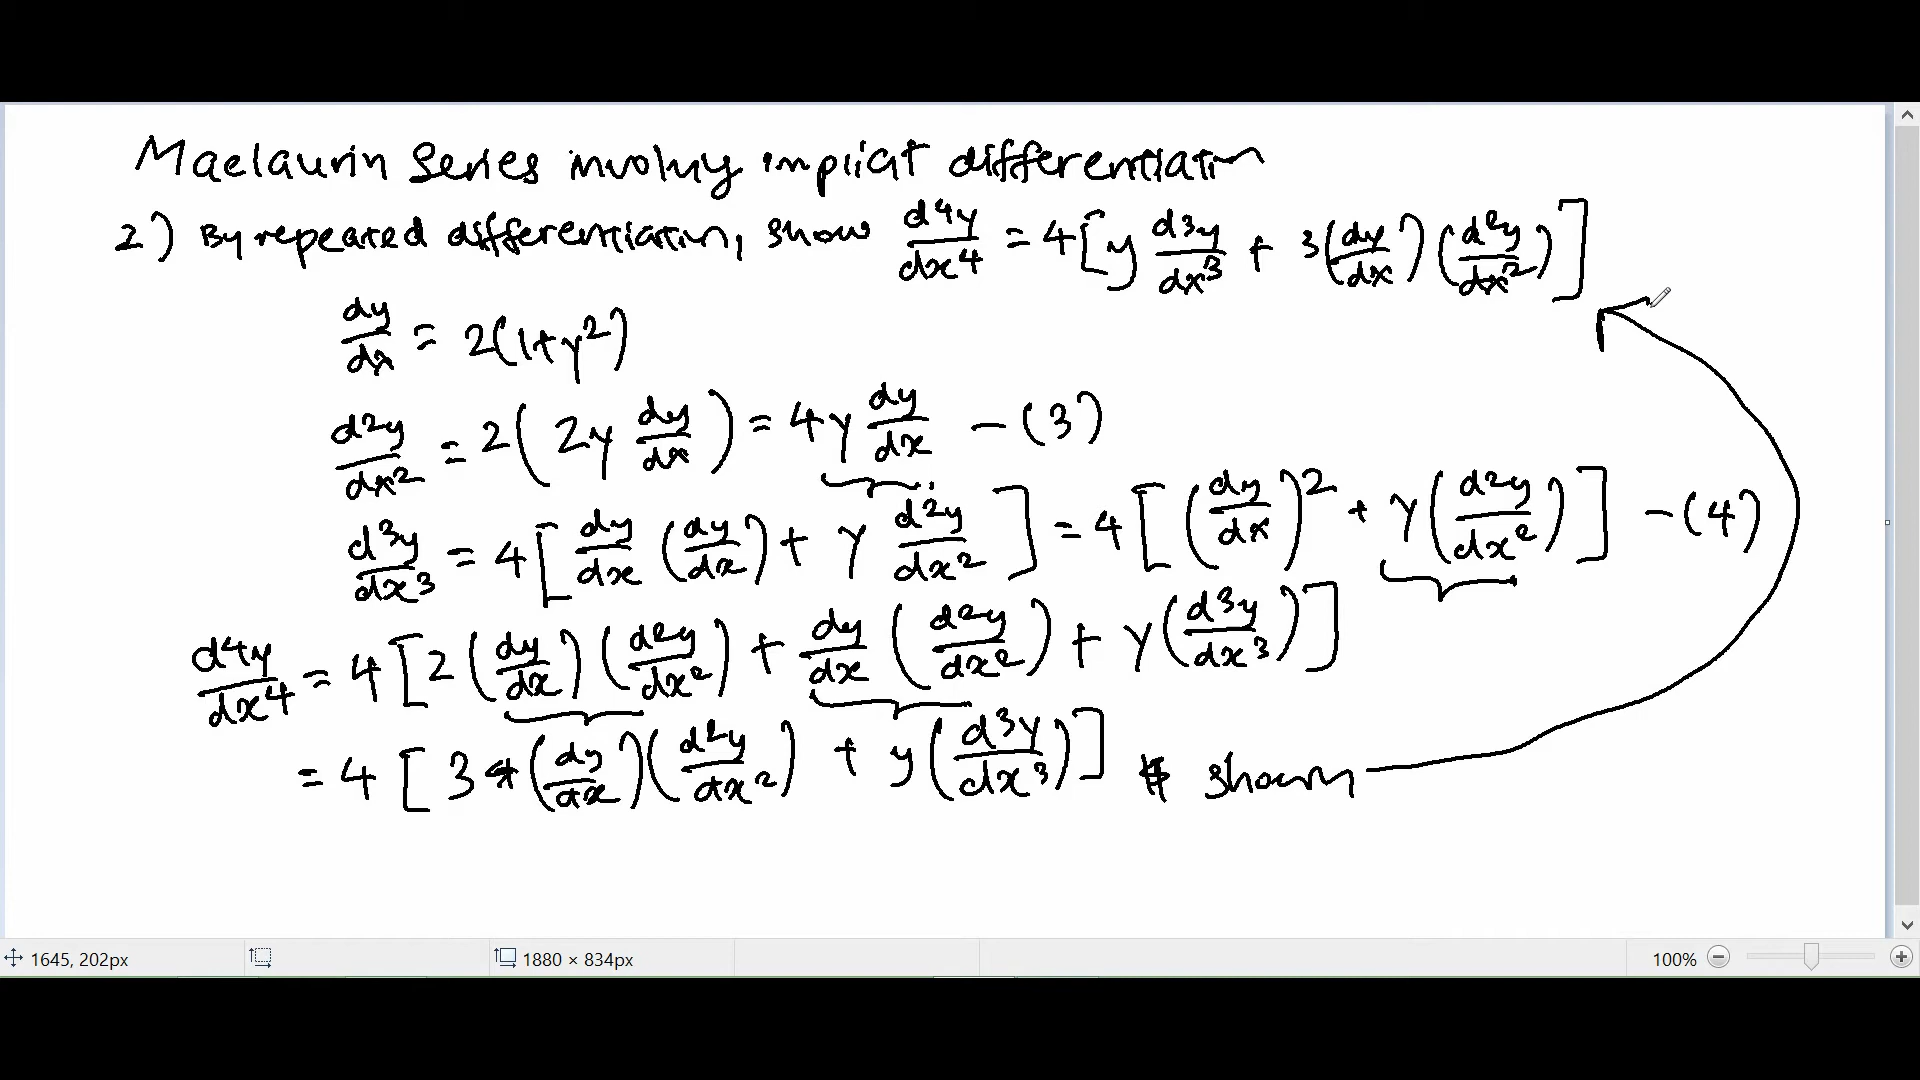 Maclaurin Series involving implicit differentiation
2) By repeated differentiation, show d⁴y/dx⁴ = 4[y d³y/dx³ + 3(dy/dx)(d²y/dx²)]
dy/dx = 2(1+y²)
d²y/dx² = 2(2y dy/dx) = 4y dy/dx - (3)
d³y/dx³ = 4[dy/dx (dy/dx) + y d²y/dx²] = 4[(dy/dx)² + y(d²y/dx²)] - (4)
d⁴y/dx⁴ = 4[2(dy/dx)(d²y/dx²) + dy/dx (d²y/dx²) + y(d³y/dx³)]
= 4[3(dy/dx)(d²y/dx²) + y(d³y/dx³)] # shown
1645, 202px
1880 × 834px
100%